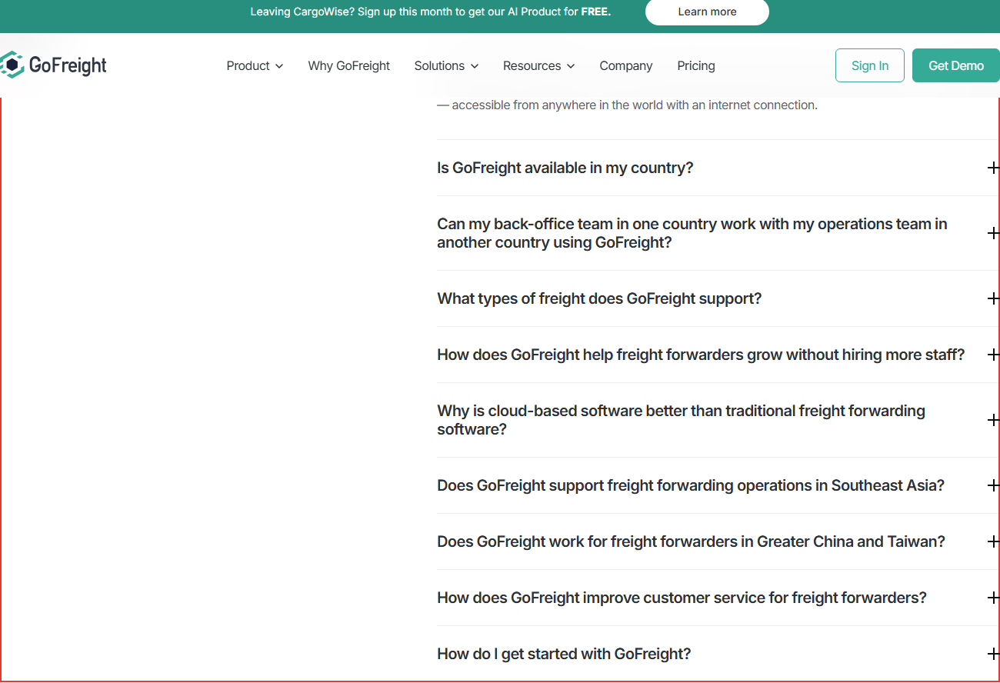 Leaving CargoWise? Sign up this month to get our AI Product for FREE.
Learn more
GoFreight
Product
Why GoFreight
Solutions
Resources
Company
Pricing
Sign In
Get Demo
— accessible from anywhere in the world with an internet connection.
Is GoFreight available in my country?
Can my back-office team in one country work with my operations team in
another country using GoFreight?
What types of freight does GoFreight support?
How does GoFreight help freight forwarders grow without hiring more staff?
Why is cloud-based software better than traditional freight forwarding
software?
Does GoFreight support freight forwarding operations in Southeast Asia?
Does GoFreight work for freight forwarders in Greater China and Taiwan?
How does GoFreight improve customer service for freight forwarders?
How do I get started with GoFreight?